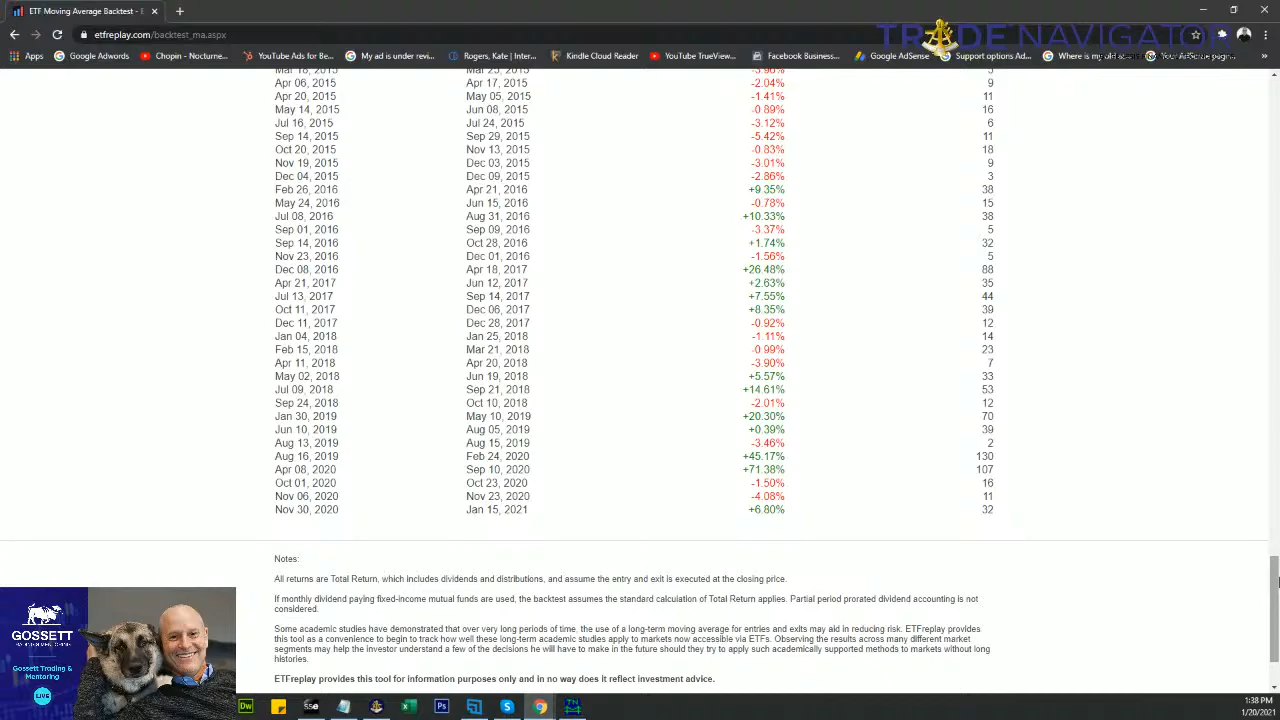 ETF Moving Average Backtest - E
TRADE NAVIGATOR
etfreplay.com/backtest_ma.aspx
Apps Google Adwords Chopin - Nocturne... YouTube Ads for Be... My ad is under revi... Rogers, Kate | Inter... Kindle Cloud Reader YouTube TrueView... Facebook Business... Google AdSense Support options Ad... Where is my
Mar 18, 2015 Mar 25, 2015 -3.96% 5
Apr 06, 2015 Apr 17, 2015 -2.04% 9
Apr 20, 2015 May 05, 2015 -1.41% 11
May 14, 2015 Jun 08, 2015 -0.89% 16
Jul 16, 2015 Jul 24, 2015 -3.12% 6
Sep 14, 2015 Sep 29, 2015 -5.42% 11
Oct 20, 2015 Nov 13, 2015 -0.83% 18
Nov 19, 2015 Dec 03, 2015 -3.01% 9
Dec 04, 2015 Dec 09, 2015 -2.86% 3
Feb 26, 2016 Apr 21, 2016 +9.35% 38
May 24, 2016 Jun 15, 2016 -0.78% 15
Jul 08, 2016 Aug 31, 2016 +10.33% 38
Sep 01, 2016 Sep 09, 2016 -3.37% 5
Sep 14, 2016 Oct 28, 2016 +1.74% 32
Nov 23, 2016 Dec 01, 2016 -1.56% 5
Dec 08, 2016 Apr 18, 2017 +26.48% 88
Apr 21, 2017 Jun 12, 2017 +2.63% 35
Jul 13, 2017 Sep 14, 2017 +7.55% 44
Oct 11, 2017 Dec 06, 2017 +8.35% 39
Dec 11, 2017 Dec 28, 2017 -0.92% 12
Jan 04, 2018 Jan 25, 2018 -1.11% 14
Feb 15, 2018 Mar 21, 2018 -0.99% 23
Apr 11, 2018 Apr 20, 2018 -3.90% 7
May 02, 2018 Jun 19, 2018 +5.57% 33
Jul 09, 2018 Sep 21, 2018 +14.61% 53
Sep 24, 2018 Oct 10, 2018 -2.01% 12
Jan 30, 2019 May 10, 2019 +20.30% 70
Jun 10, 2019 Aug 05, 2019 +0.39% 39
Aug 13, 2019 Aug 15, 2019 -3.46% 2
Aug 16, 2019 Feb 24, 2020 +45.17% 130
Apr 08, 2020 Sep 10, 2020 +71.38% 107
Oct 01, 2020 Oct 23, 2020 -1.50% 16
Nov 06, 2020 Nov 23, 2020 -4.08% 11
Nov 30, 2020 Jan 15, 2021 +6.80% 32
Notes:
All returns are Total Return, which includes dividends and distributions, and assume the entry and exit is executed at the closing price.
If monthly dividend paying fixed-income mutual funds are used, the backtest assumes the standard calculation of Total Return applies. Partial period prorated dividend accounting is not
considered.
Some academic studies have demonstrated that over very long periods of time, the use of a long-term moving average for entries and exits may aid in reducing risk. ETFreplay provides
this tool as a convenience to begin to track how well these long-term academic studies apply to markets now accessible via ETFs. Observing the results across many different market
segments may help the investor understand a few of the decisions he will have to make in the future should they try to apply such academically supported methods to markets without long
histories.
ETFreplay provides this tool for information purposes only and in no way does it reflect investment advice.
GOSSETT
Gossett Trading &
Mentoring
LIVE
1:38 PM
1/20/2021